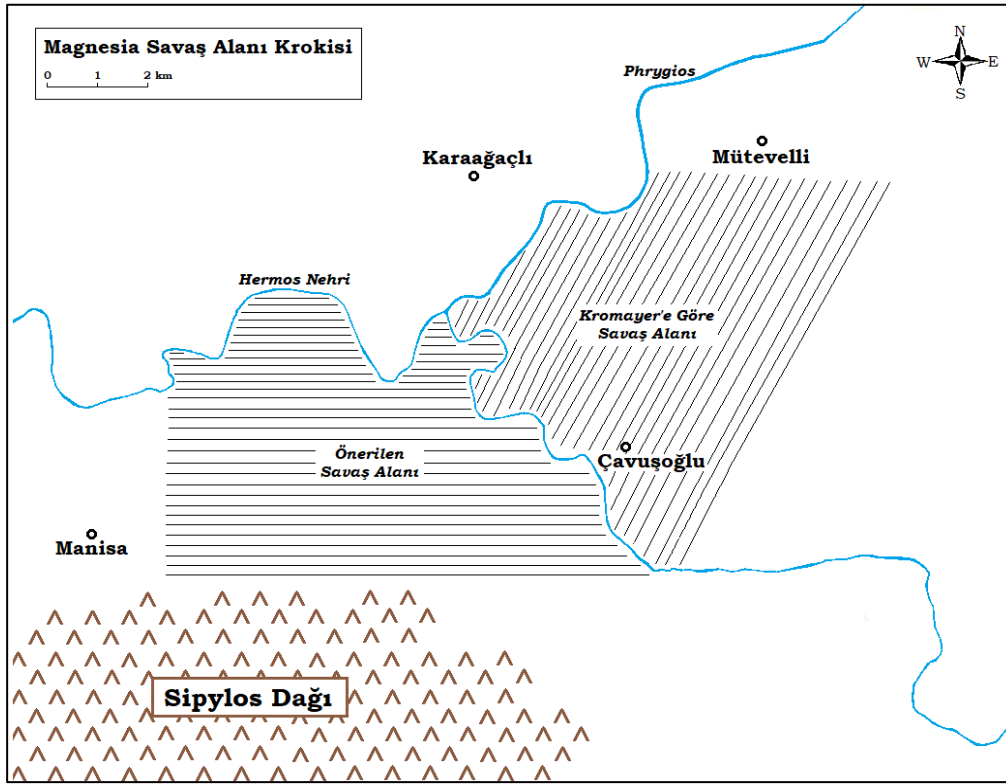 Magnesia Savaş Alanı Krokisi
0 1 2 km
N
W E
S
Phrygios
Karaağaçlı
Mütevelli
Hermos Nehri
Kromayer'e Göre
Savaş Alanı
Önerilen
Savaş Alanı
Çavuşoğlu
Manisa
Sipylos Dağı